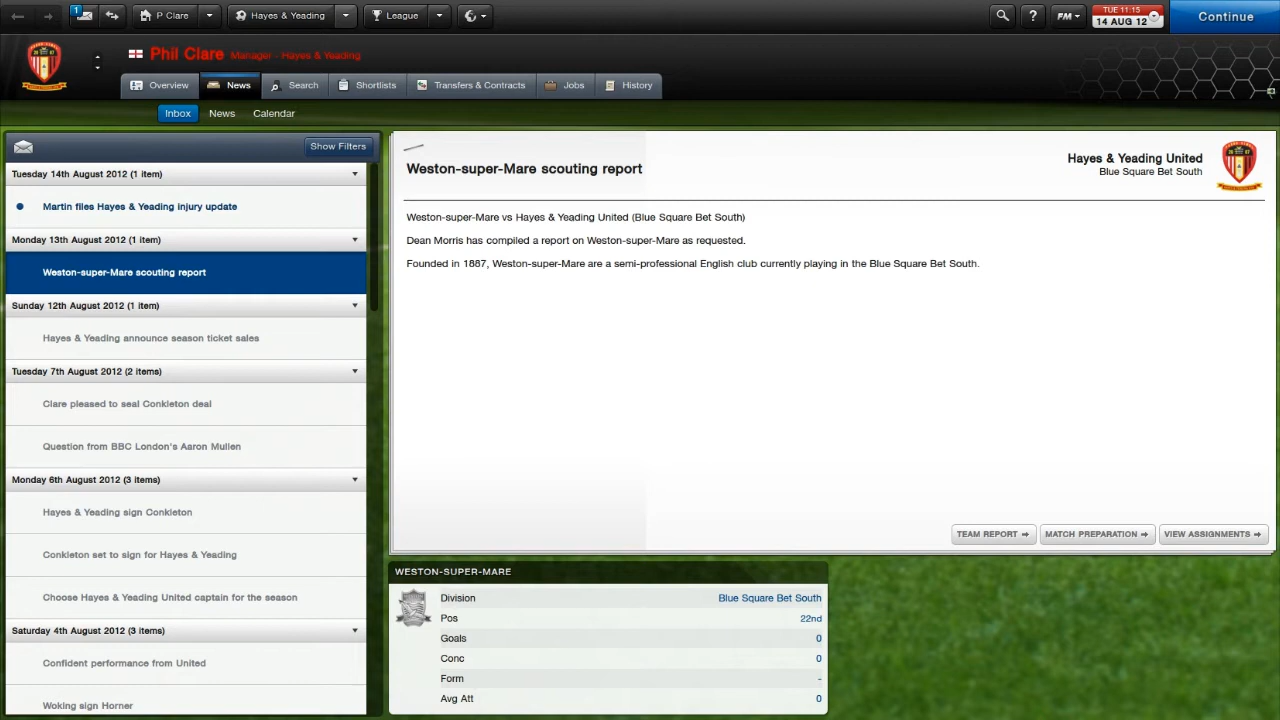 1
P Clare
Hayes & Yeading
League
?
FM
TUE 11:15
14 AUG 12
Continue
Phil Clare Manager - Hayes & Yeading
Overview
News
Search
Shortlists
Transfers & Contracts
Jobs
History
Inbox
News
Calendar
Show Filters
Tuesday 14th August 2012 (1 item)
Martin files Hayes & Yeading injury update
Monday 13th August 2012 (1 item)
Weston-super-Mare scouting report
Sunday 12th August 2012 (1 item)
Hayes & Yeading announce season ticket sales
Tuesday 7th August 2012 (2 items)
Clare pleased to seal Conkleton deal
Question from BBC London's Aaron Mullen
Monday 6th August 2012 (3 items)
Hayes & Yeading sign Conkleton
Conkleton set to sign for Hayes & Yeading
Choose Hayes & Yeading United captain for the season
Saturday 4th August 2012 (3 items)
Confident performance from United
Woking sign Horner
Weston-super-Mare scouting report
Hayes & Yeading United
Blue Square Bet South
Weston-super-Mare vs Hayes & Yeading United (Blue Square Bet South)
Dean Morris has compiled a report on Weston-super-Mare as requested.
Founded in 1887, Weston-super-Mare are a semi-professional English club currently playing in the Blue Square Bet South.
TEAM REPORT
MATCH PREPARATION
VIEW ASSIGNMENTS
WESTON-SUPER-MARE
Division Blue Square Bet South
Pos 22nd
Goals 0
Conc 0
Form -
Avg Att 0